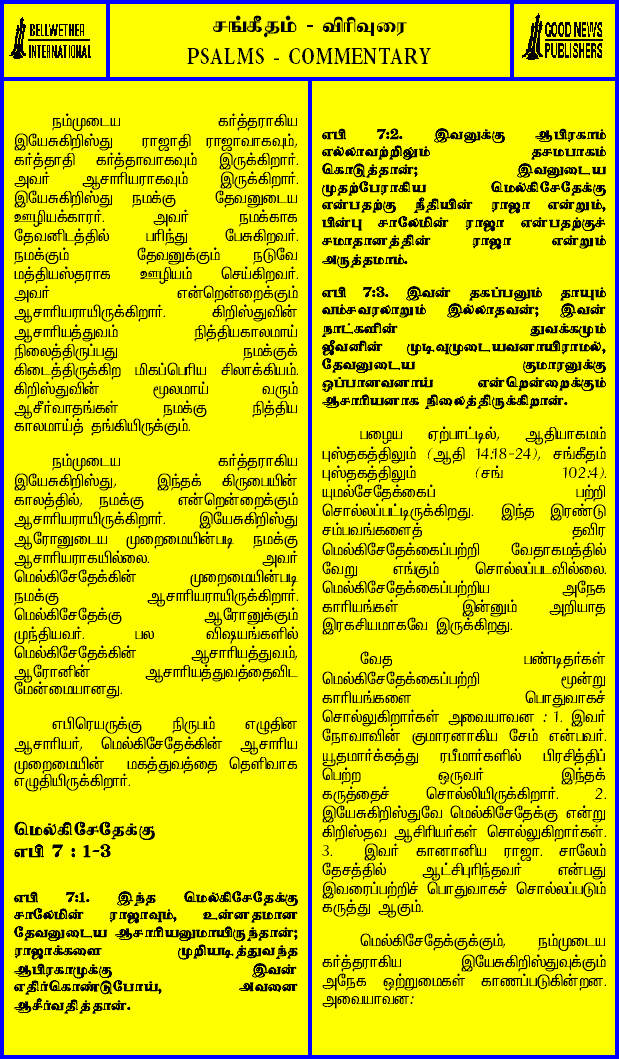 BELLWETHER
INTERNATIONAL
சங்கீதம் - விரிவுரை
PSALMS - COMMENTARY
GOOD NEWS
PUBLISHERS
நம்முடைய கர்த்தராகிய
இயேசுகிறிஸ்து ராஜாதி ராஜாவாகவும்,
கர்த்தாதி கர்த்தாவாகவும் இருக்கிறார்.
அவர் ஆசாரியராகவும் இருக்கிறார்.
இயேசுகிறிஸ்து நமக்கு தேவனுடைய
ஊழியக்காரர். அவர் நமக்காக
தேவனிடத்தில் பரிந்து பேசுகிறவர்.
நமக்கும் தேவனுக்கும் நடுவே
மத்தியஸ்தராக ஊழியம் செய்கிறவர்.
அவர் என்றென்றைக்கும்
ஆசாரியராயிருக்கிறார். கிறிஸ்துவின்
ஆசாரியத்துவம் நித்தியகாலமாய்
நிலைத்திருப்பது நமக்குக்
கிடைத்திருக்கிற மிகப்பெரிய சிலாக்கியம்.
கிறிஸ்துவின் மூலமாய் வரும்
ஆசீர்வாதங்கள் நமக்கு நித்திய
காலமாய்த் தங்கியிருக்கும்.
நம்முடைய கர்த்தராகிய
இயேசுகிறிஸ்து, இந்தக் கிருபையின்
காலத்தில், நமக்கு என்றென்றைக்கும்
ஆசாரியராயிருக்கிறார். இயேசுகிறிஸ்து
ஆரோனுடைய முறைமையின்படி நமக்கு
ஆசாரியராகயில்லை. அவர்
மெல்கிசேதேக்கின் முறைமையின்படி
நமக்கு ஆசாரியராயிருக்கிறார்.
மெல்கிசேதேக்கு ஆரோனுக்கும்
முந்தியவர். பல விஷயங்களில்
மெல்கிசேதேக்கின் ஆசாரியத்துவம்,
ஆரோனின் ஆசாரியத்துவத்தைவிட
மேன்மையானது.
எபிரெயருக்கு நிருபம் எழுதின
ஆசாரியர், மெல்கிசேதேக்கின் ஆசாரிய
முறைமையின் மகத்துவத்தை தெளிவாக
எழுதியிருக்கிறார்.
மெல்கிசேதேக்கு
எபி 7 : 1-3
எபி 7:1. இந்த மெல்கிசேதேக்கு
சாலேமின் ராஜாவும், உன்னதமான
தேவனுடைய ஆசாரியனுமாயிருந்தான்;
ராஜாக்களை முறியடித்துவந்த
ஆபிரகாமுக்கு இவன்
எதிர்கொண்டுபோய், அவனை
ஆசீர்வதித்தான்.
எபி 7:2. இவனுக்கு ஆபிரகாம்
எல்லாவற்றிலும் தசமபாகம்
கொடுத்தான்; இவனுடைய
முதற்பேராகிய மெல்கிசேதேக்கு
என்பதற்கு நீதியின் ராஜா என்றும்,
பின்பு சாலேமின் ராஜா என்பதற்குச்
சமாதானத்தின் ராஜா என்றும்
அருத்தமாம்.
எபி 7:3. இவன் தகப்பனும் தாயும்
வம்சவரலாறும் இல்லாதவன்; இவன்
நாட்களின் துவக்கமும்
ஜீவனின் முடிவுமுடையவனாயிராமல்,
தேவனுடைய குமாரனுக்கு
ஒப்பானவனாய் என்றென்றைக்கும்
ஆசாரியனாக நிலைத்திருக்கிறான்.
பழைய ஏற்பாட்டில், ஆதியாகமம்
புஸ்தகத்திலும் (ஆதி 14:18-24), சங்கீதம்
புஸ்தகத்திலும் (சங் 102:4).
யுமல்சேதேக்கைப் பற்றி
சொல்லப்பட்டிருக்கிறது. இந்த இரண்டு
சம்பவங்களைத் தவிர
மெல்கிசேதேக்கைப்பற்றி வேதாகமத்தில்
வேறு எங்கும் சொல்லப்படவில்லை.
மெல்கிசேதேக்கைப்பற்றிய அநேக
காரியங்கள் இன்னும் அறியாத
இரகசியமாகவே இருக்கிறது.
வேத பண்டிதர்கள்
மெல்கிசேதேக்கைப்பற்றி மூன்று
காரியங்களை பொதுவாகச்
சொல்லுகிறார்கள் அவையாவன : 1. இவர்
நோவாவின் குமாரனாகிய சேம் என்பவர்.
யூதமார்க்கத்து ரபீமார்களில் பிரசித்திப்
பெற்ற ஒருவர் இந்தக்
கருத்தைச் சொல்லியிருக்கிறார். 2.
இயேசுகிறிஸ்துவே மெல்கிசேதேக்கு என்று
கிறிஸ்தவ ஆசிரியர்கள் சொல்லுகிறார்கள்.
3. இவர் கானானிய ராஜா. சாலேம்
தேசத்தில் ஆட்சிபுரிந்தவர் என்பது
இவரைப்பற்றிச் பொதுவாகச் சொல்லப்படும்
கருத்து ஆகும்.
மெல்கிசேதேக்குக்கும், நம்முடைய
கர்த்தராகிய இயேசுகிறிஸ்துவுக்கும்
அநேக ஒற்றுமைகள் காணப்படுகின்றன.
அவையாவன: